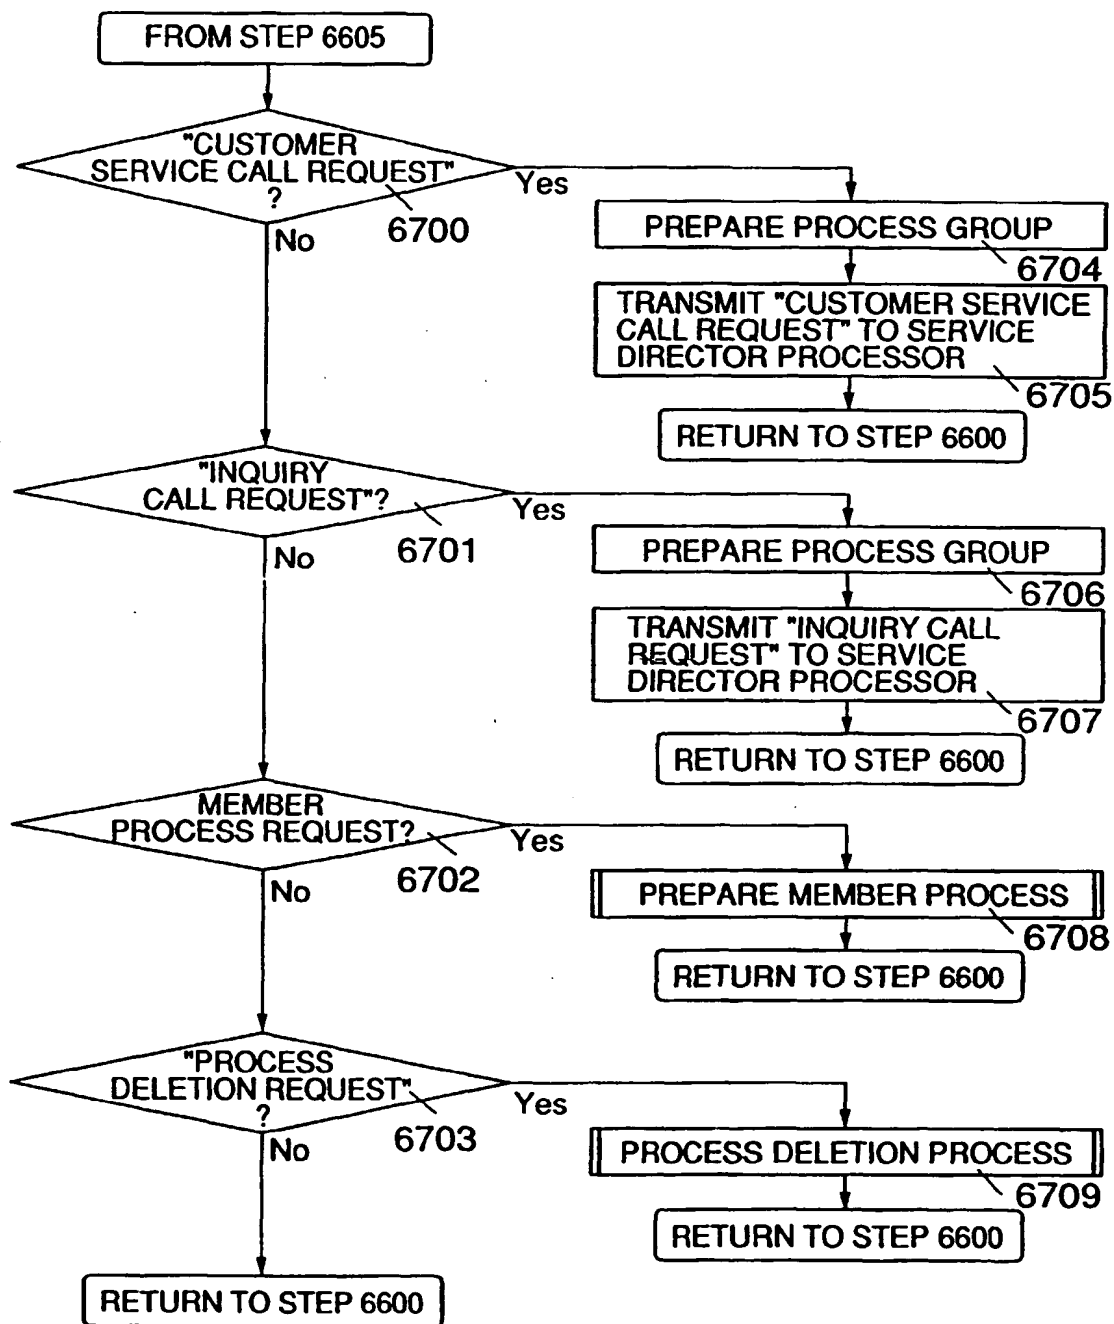 FROM STEP 6605
"CUSTOMER
SERVICE CALL REQUEST"
?
6700
Yes
No
PREPARE PROCESS GROUP
6704
TRANSMIT "CUSTOMER SERVICE
CALL REQUEST" TO SERVICE
DIRECTOR PROCESSOR
6705
RETURN TO STEP 6600
"INQUIRY
CALL REQUEST"?
6701
Yes
No
PREPARE PROCESS GROUP
6706
TRANSMIT "INQUIRY CALL
REQUEST" TO SERVICE
DIRECTOR PROCESSOR
6707
RETURN TO STEP 6600
MEMBER
PROCESS REQUEST?
6702
Yes
No
PREPARE MEMBER PROCESS
6708
RETURN TO STEP 6600
"PROCESS
DELETION REQUEST"
?
6703
Yes
No
PROCESS DELETION PROCESS
6709
RETURN TO STEP 6600
RETURN TO STEP 6600